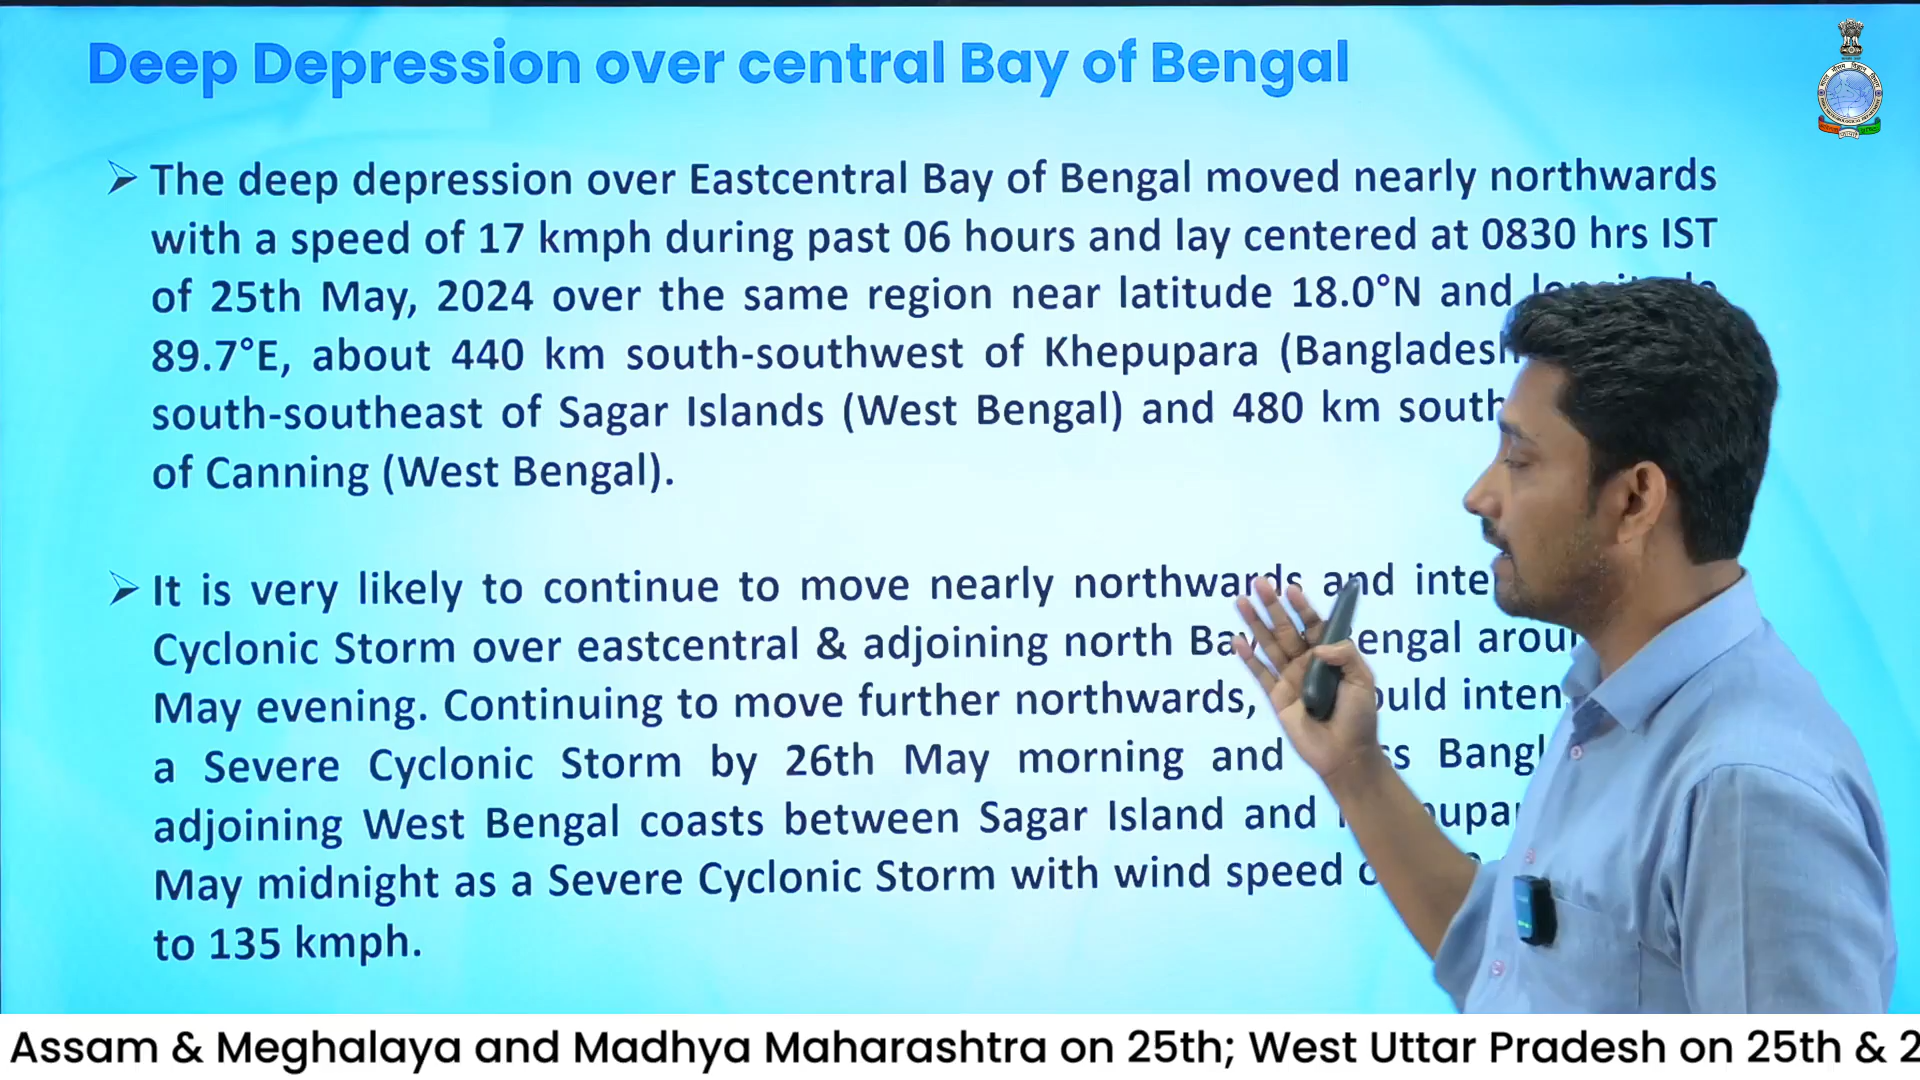 Deep Depression over central Bay of Bengal
The deep depression over Eastcentral Bay of Bengal moved nearly northwards
with a speed of 17 kmph during past 06 hours and lay centered at 0830 hrs IST
of 25th May, 2024 over the same region near latitude 18.0°N and longitude
89.7°E, about 440 km south-southwest of Khepupara
south-southeast of Sagar Islands (West Bengal) and 480 km
of Canning (West Bengal).
It is very likely to continue to move nearly northwards and
Cyclonic Storm over eastcentral & adjoining north
May evening. Continuing to move further northwards,
a Severe Cyclonic Storm by 26th May morning and
adjoining West Bengal coasts between Sagar Island and
May midnight as a Severe Cyclonic Storm with wind speed
to 135 kmph.
Assam & Meghalaya and Madhya Maharashtra on 25th; West Uttar Pradesh on 25th &